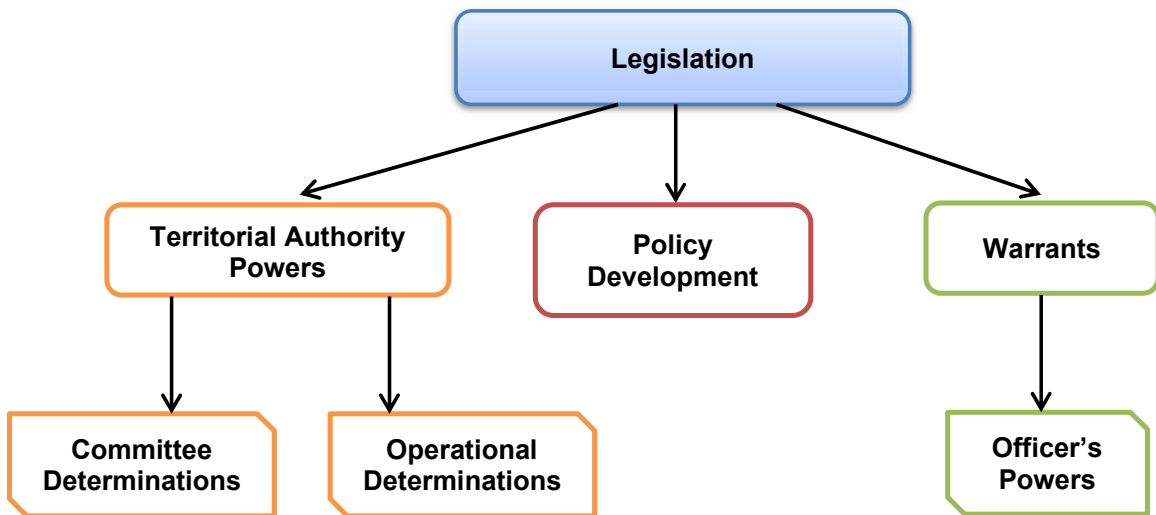 Legislation
Territorial Authority
Powers
Policy
Development
Warrants
Committee
Determinations
Operational
Determinations
Officer’s
Powers